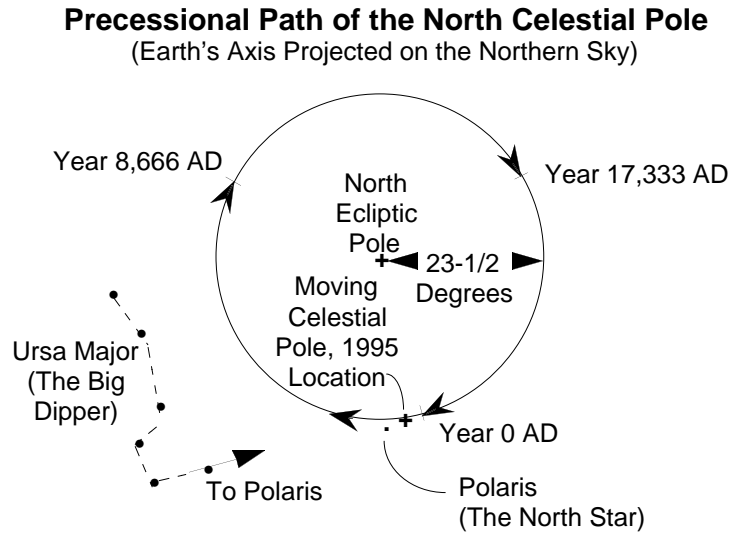 Precessional Path of the North Celestial Pole
(Earth's Axis Projected on the Northern Sky)
Year 8,666 AD
Year 17,333 AD
North
Ecliptic
Pole
23-1/2
Degrees
Moving
Celestial
Pole, 1995
Location
Ursa Major
(The Big
Dipper)
Year 0 AD
To Polaris
Polaris
(The North Star)